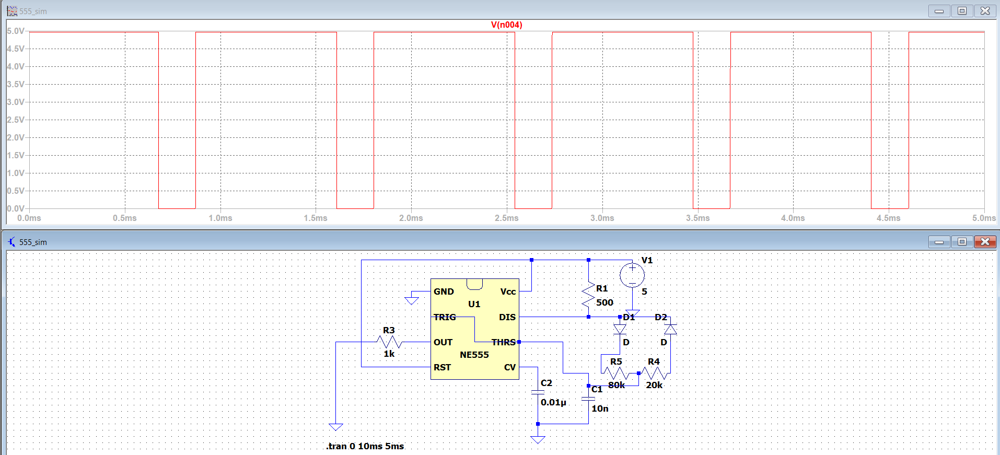 555_sim
V(n004)
5.0V
4.5V
4.0V
3.5V
3.0V
2.5V
2.0V
1.5V
1.0V
0.5V
0.0V
0.0ms 0.5ms 1.0ms 1.5ms 2.0ms 2.5ms 3.0ms 3.5ms 4.0ms 4.5ms 5.0ms
555_sim
V1
5
GND Vcc
U1
R1
500
TRIG DIS
D1 D2
D D
R3
1k
OUT THRS
NE555
RST CV
R5 R4
80k 20k
C2
0.01µ
C1
10n
.tran 0 10ms 5ms